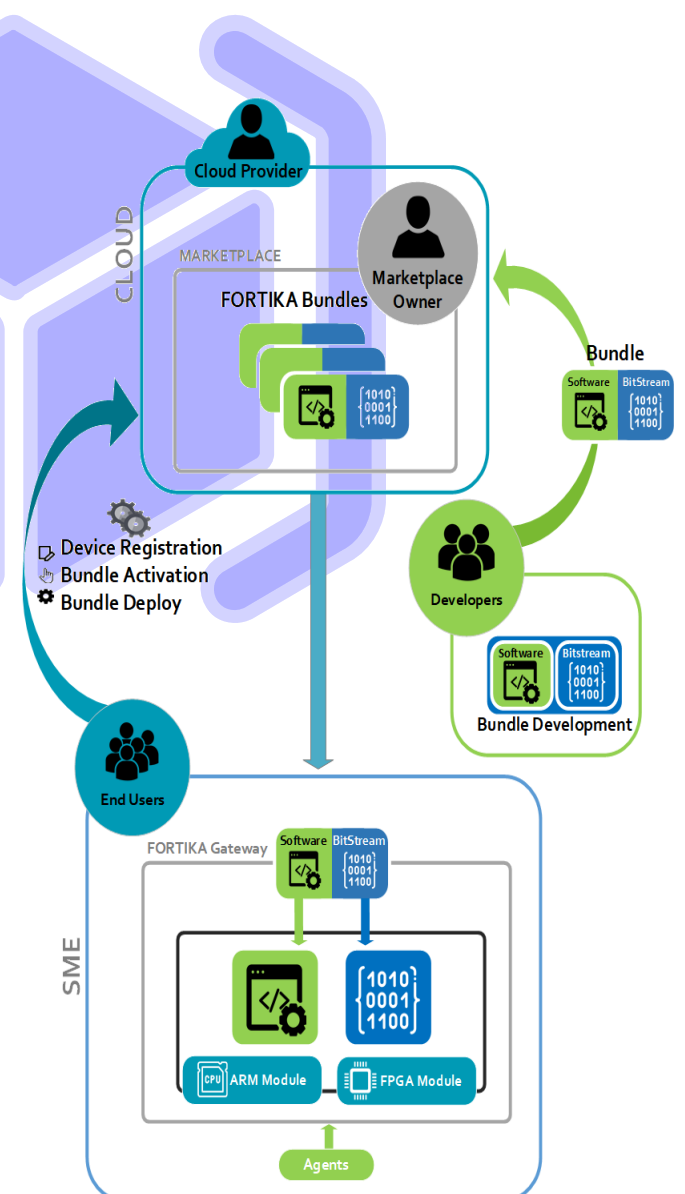 Cloud Provider
CLOUD
MARKETPLACE
Marketplace
Owner
FORTIKA Bundles
1010
0001
1100
Bundle
Software
BitStream
1010
0001
1100
Device Registration
Bundle Activation
Bundle Deploy
Developers
Software
Bitstream
1010
0001
1100
Bundle Development
End Users
SME
FORTIKA Gateway
Software
BitStream
1010
0001
1100
1010
0001
1100
CPU
ARM Module
FPGA Module
Agents